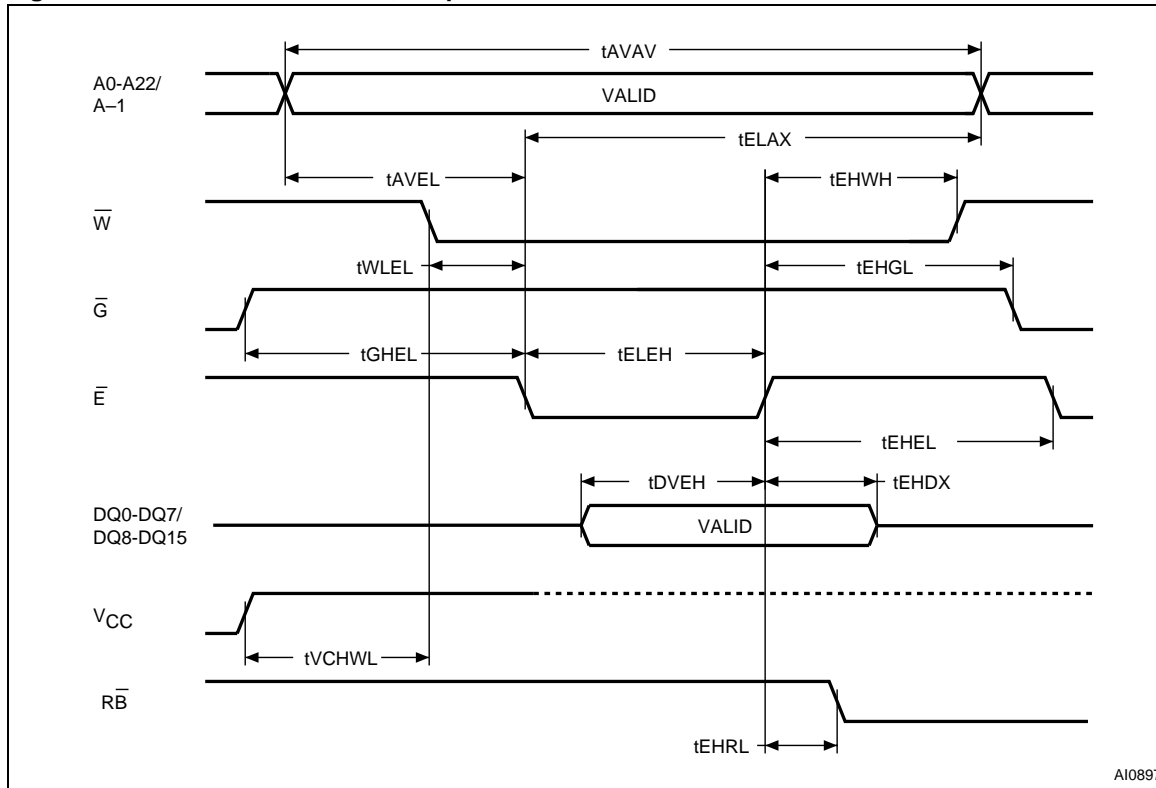 tAVAV
A0-A22/
A–1
VALID
tELAX
tAVEL
tEHWH
W̅
tWLEL
tEHGL
G̅
tGHEL
tELEH
E̅
tEHEL
tDVEH
tEHDX
DQ0-DQ7/
DQ8-DQ15
VALID
VCC
tVCHWL
RB̅
tEHRL
AI0897